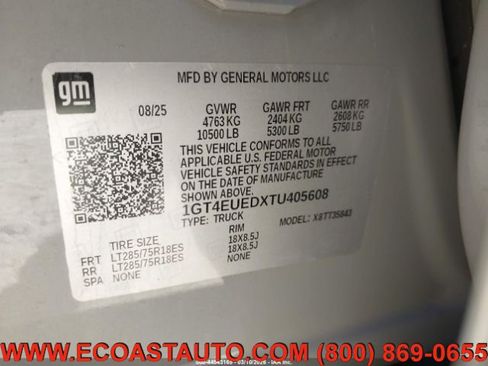 gm
MFD BY GENERAL MOTORS LLC
08/25 GVWR GAWR FRT GAWR RR
4763 KG 2404 KG 2608 KG
10500 LB 5300 LB 5750 LB
THIS VEHICLE CONFORMS TO ALL
APPLICABLE U.S. FEDERAL MOTOR
VEHICLE SAFETY STANDARDS IN EFFECT
ON THE DATE OF MANUFACTURE
1GT4EUEDXTU405608
TYPE: TRUCK MODEL: X8TT35843
TIRE SIZE RIM
FRT LT285/75R18ES 18X8.5J
RR LT285/75R18ES 18X8.5J
SPA NONE NONE
WWW.ECOASTAUTO.COM (800) 869-0655